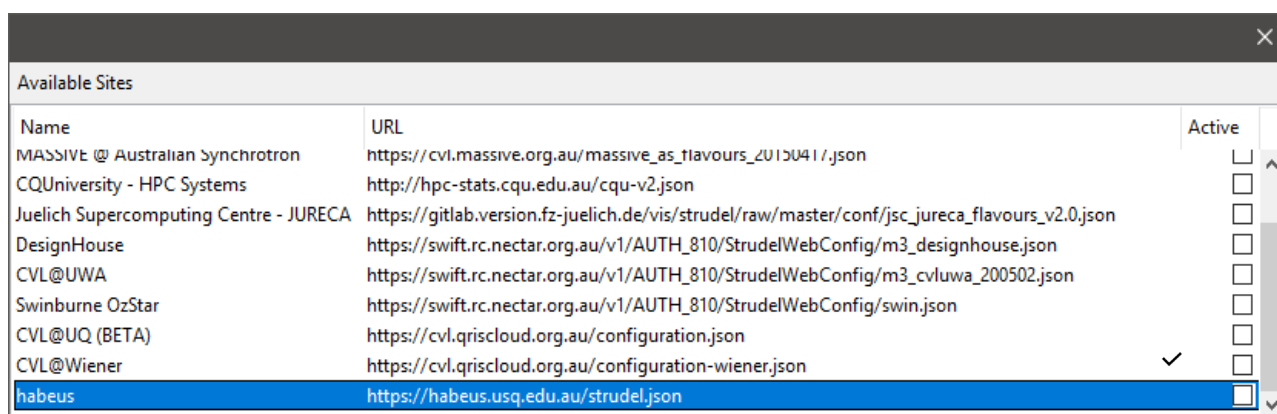 Available Sites
Name URL Active
MASSIVE @ Australian Synchrotron https://cvl.massive.org.au/massive_as_flavours_20150417.json
CQUniversity - HPC Systems http://hpc-stats.cqu.edu.au/cqu-v2.json
Juelich Supercomputing Centre - JURECA https://gitlab.version.fz-juelich.de/vis/strudel/raw/master/conf/jsc_jureca_flavours_v2.0.json
DesignHouse https://swift.rc.nectar.org.au/v1/AUTH_810/StrudelWebConfig/m3_designhouse.json
CVL@UWA https://swift.rc.nectar.org.au/v1/AUTH_810/StrudelWebConfig/m3_cvluwa_200502.json
Swinburne OzStar https://swift.rc.nectar.org.au/v1/AUTH_810/StrudelWebConfig/swin.json
CVL@UQ (BETA) https://cvl.qriscloud.org.au/configuration.json
CVL@Wiener https://cvl.qriscloud.org.au/configuration-wiener.json
habeus https://habeus.usq.edu.au/strudel.json